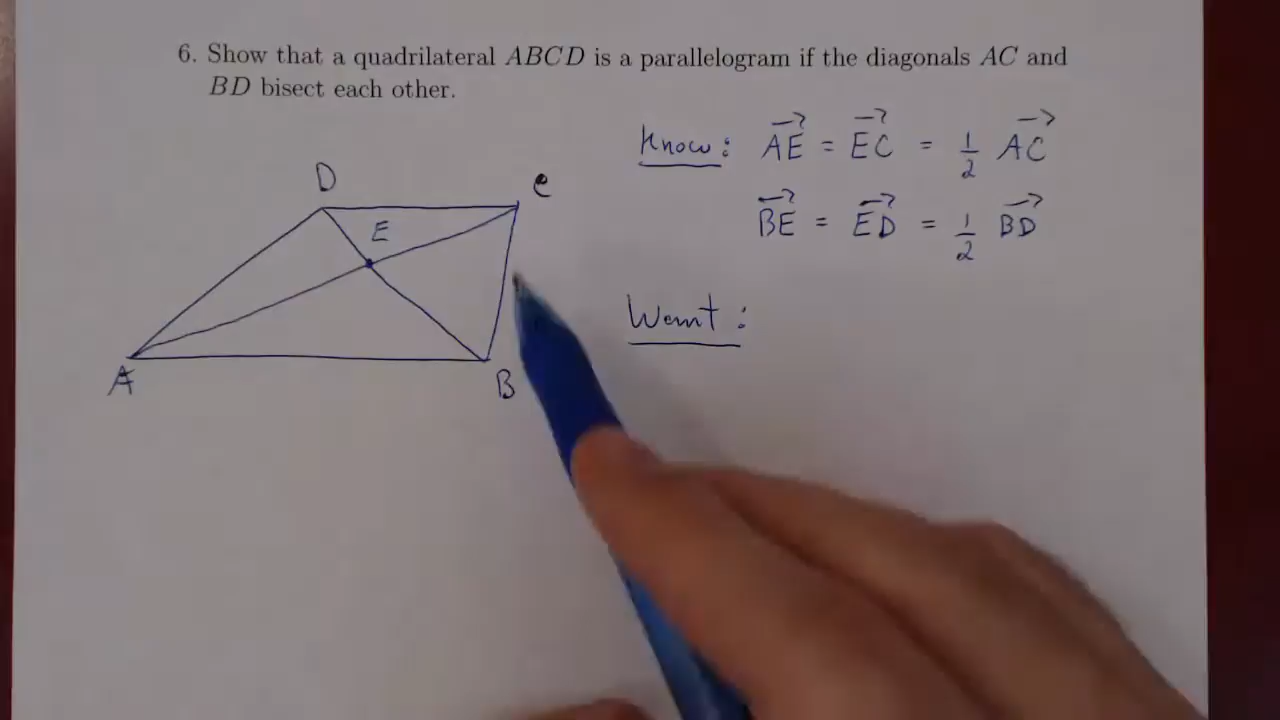 6. Show that a quadrilateral ABCD is a parallelogram if the diagonals AC and
BD bisect each other.
Know: AE→ = EC→ = 1/2 AC→
BE→ = ED→ = 1/2 BD→
D
C
E
Want:
A
B